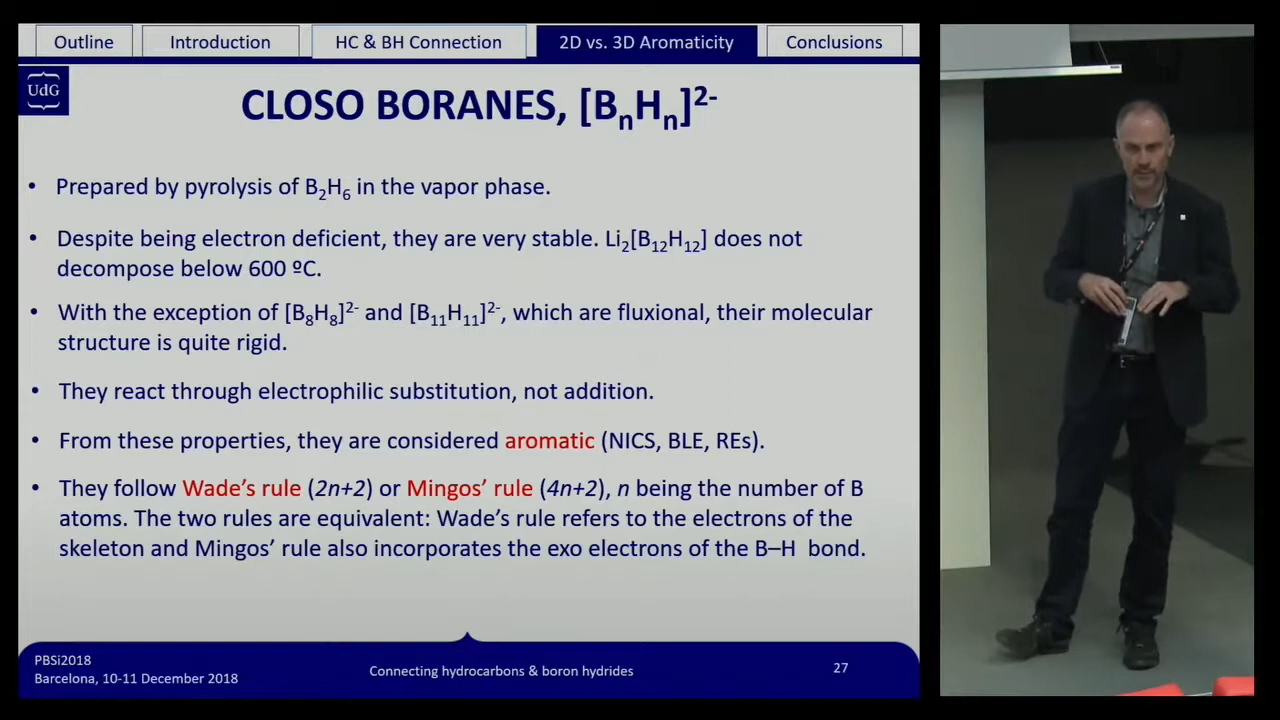 Outline
Introduction
HC & BH Connection
2D vs. 3D Aromaticity
Conclusions
UdG
CLOSO BORANES, [BnHn]2-
• Prepared by pyrolysis of B2H6 in the vapor phase.
• Despite being electron deficient, they are very stable. Li2[B12H12] does not
decompose below 600 ºC.
• With the exception of [B8H8]2- and [B11H11]2-, which are fluxional, their molecular
structure is quite rigid.
• They react through electrophilic substitution, not addition.
• From these properties, they are considered aromatic (NICS, BLE, REs).
• They follow Wade’s rule (2n+2) or Mingos’ rule (4n+2), n being the number of B
atoms. The two rules are equivalent: Wade’s rule refers to the electrons of the
skeleton and Mingos’ rule also incorporates the exo electrons of the B–H bond.
PBSi2018
Barcelona, 10-11 December 2018
Connecting hydrocarbons & boron hydrides
27